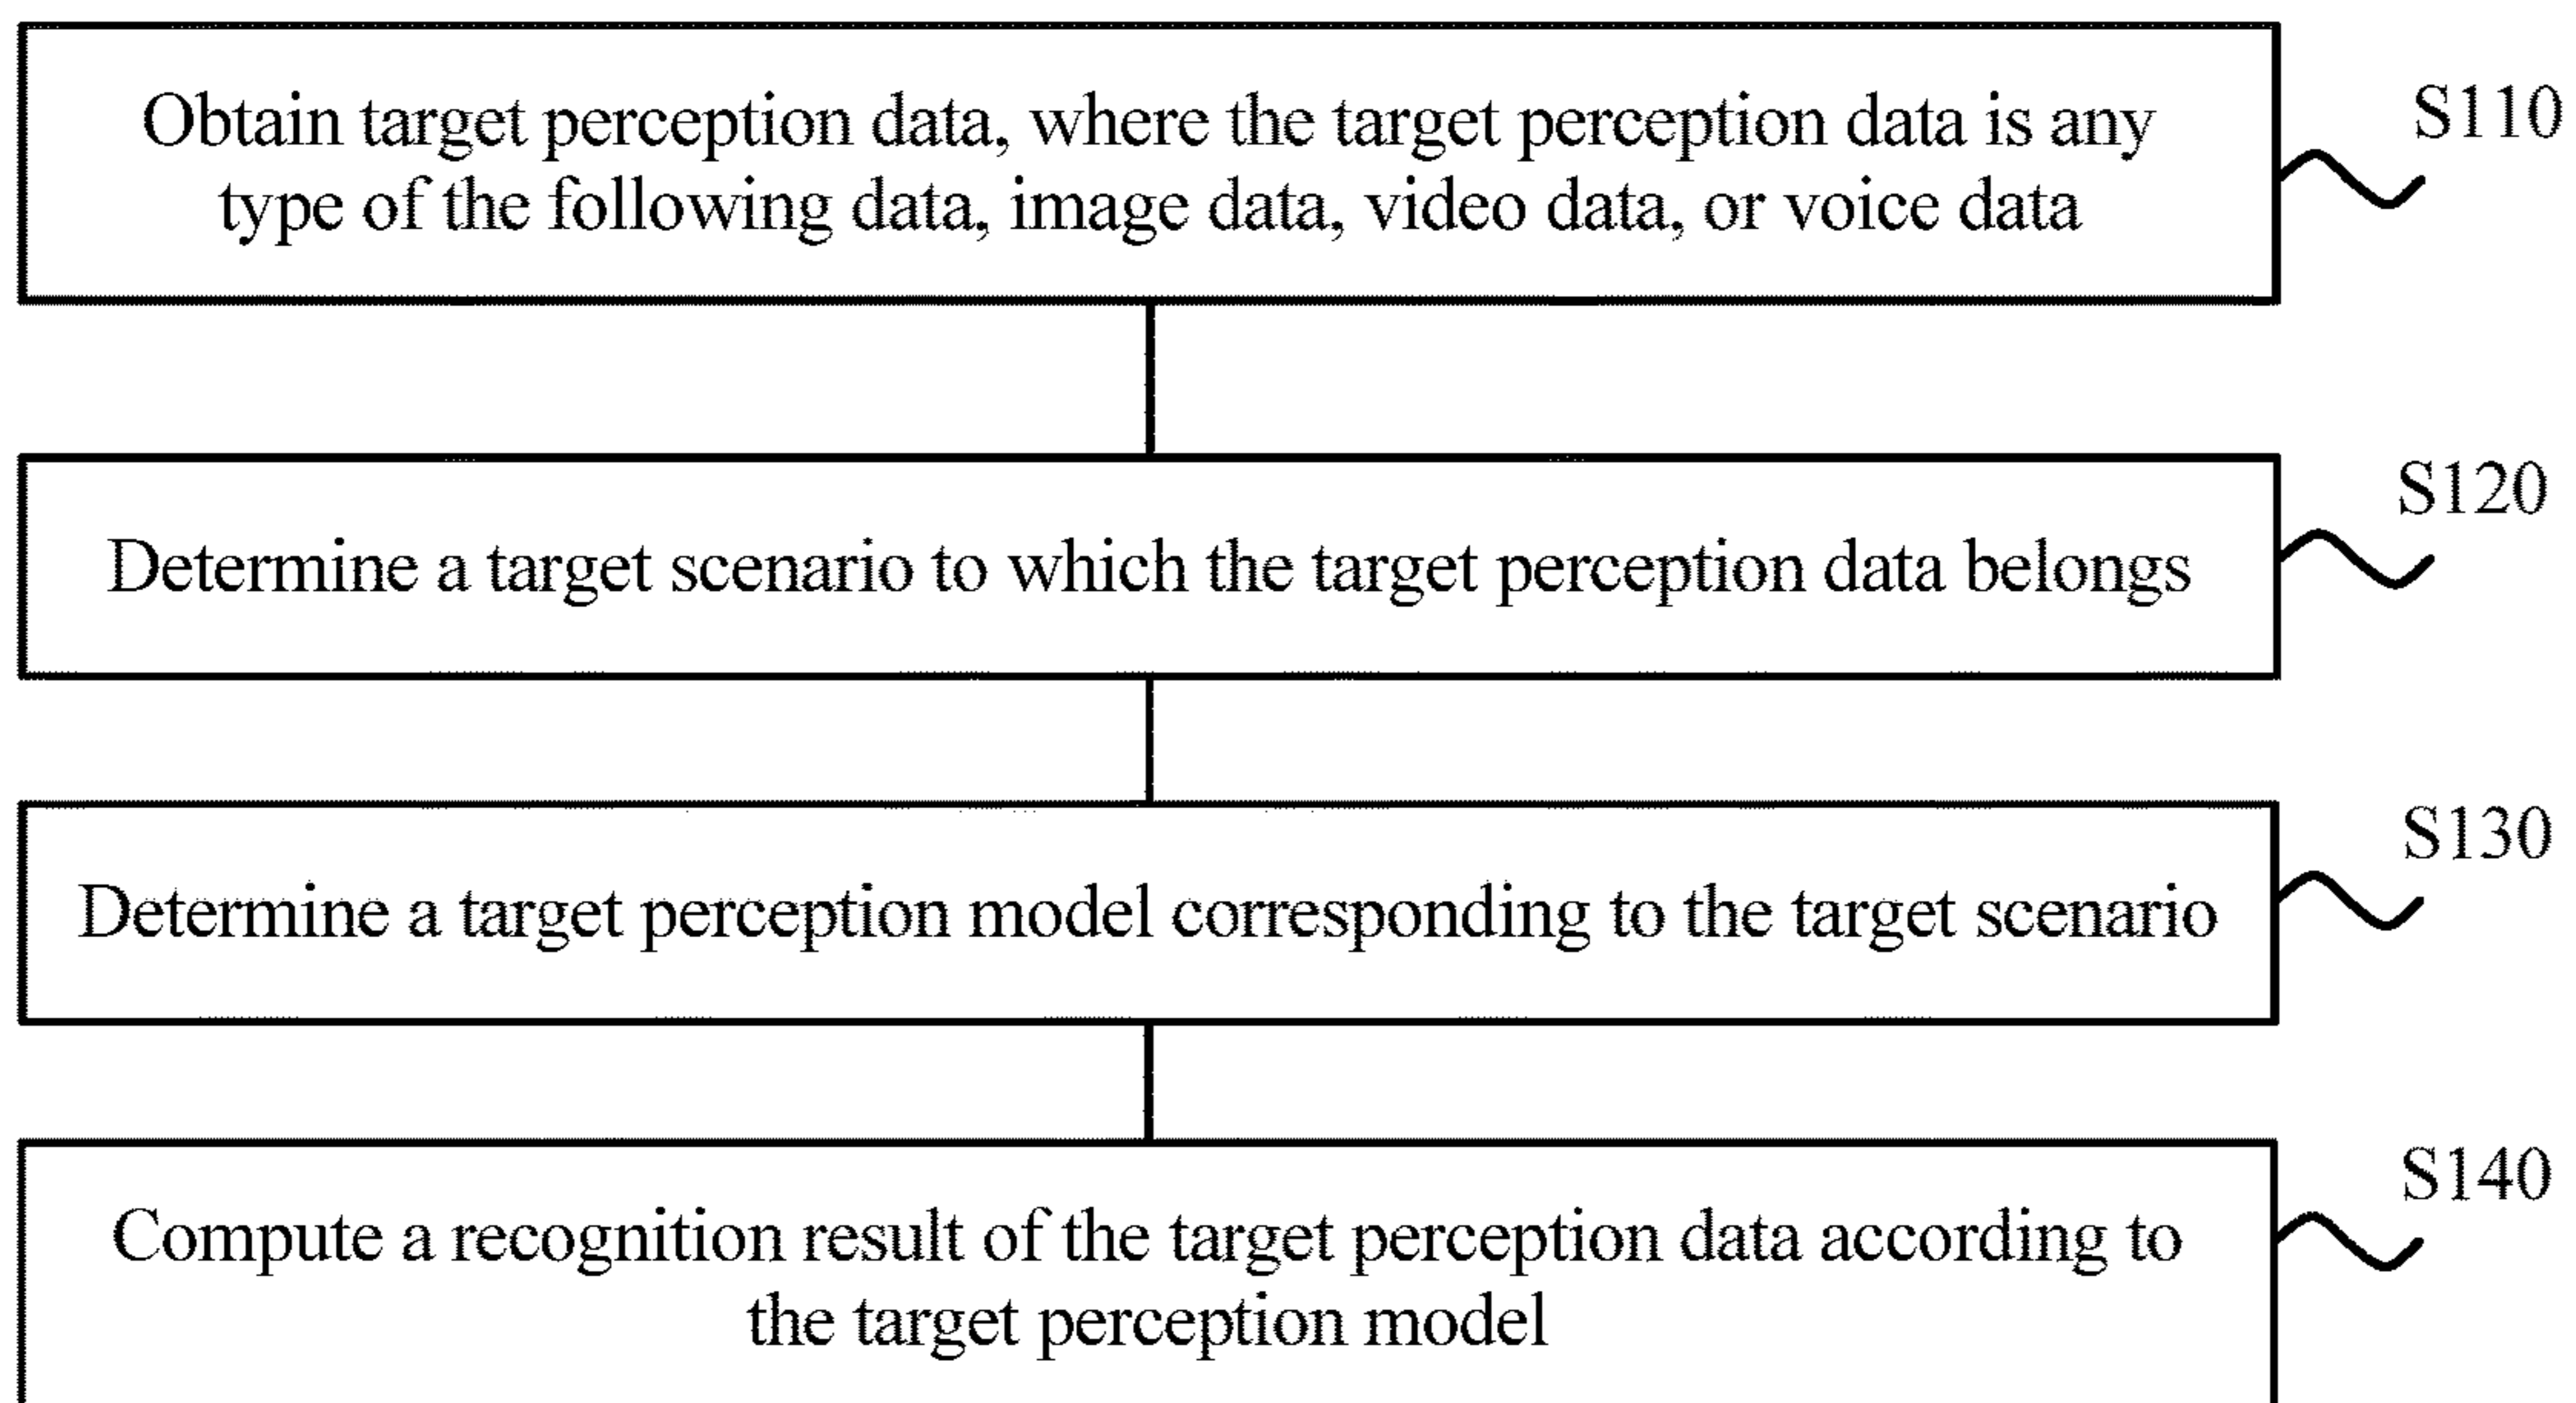 Obtain target perception data, where the target perception data is any
type of the following data, image data, video data, or voice data
S110
Determine a target scenario to which the target perception data belongs
S120
Determine a target perception model corresponding to the target scenario
S130
Compute a recognition result of the target perception data according to
the target perception model
S140